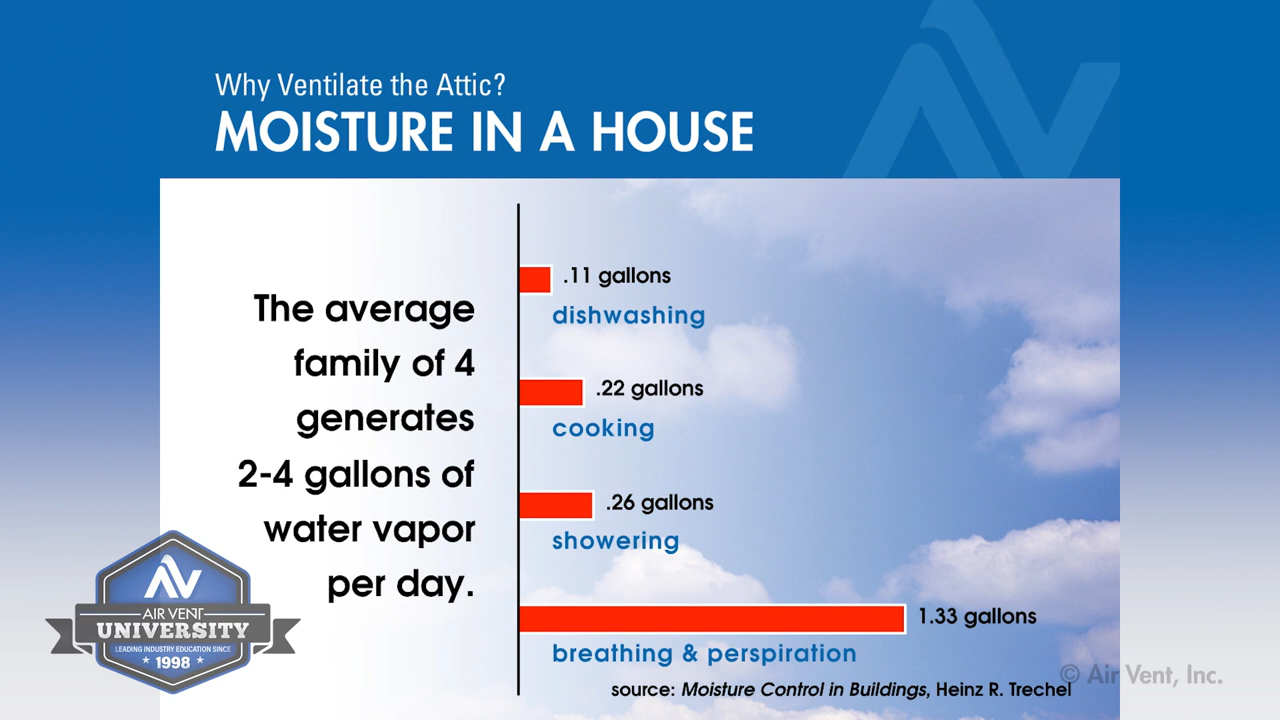 Why Ventilate the Attic?
MOISTURE IN A HOUSE
The average
family of 4
generates
2-4 gallons of
water vapor
per day.
.11 gallons
dishwashing
.22 gallons
cooking
.26 gallons
showering
1.33 gallons
breathing & perspiration
source: Moisture Control in Buildings, Heinz R. Trechel
© Air Vent, Inc.
AIR VENT
UNIVERSITY
LEADING INDUSTRY EDUCATION SINCE
1998